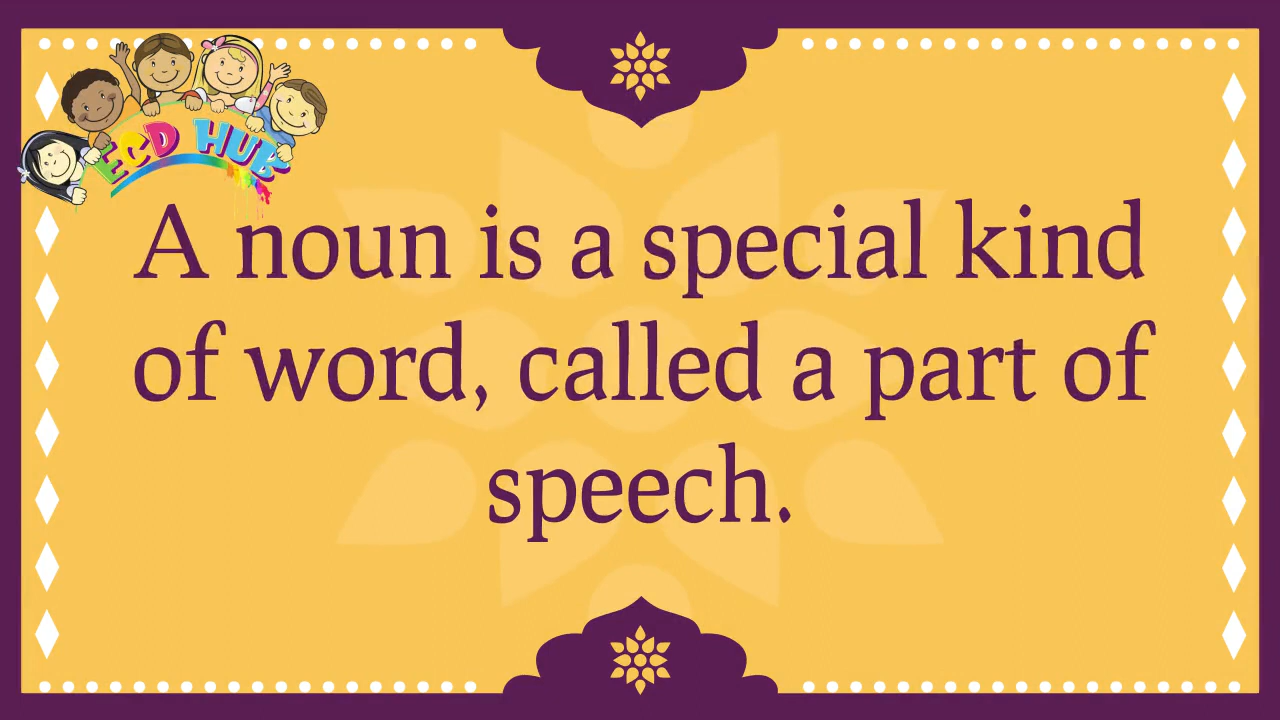 ECD HUB
A noun is a special kind
of word, called a part of
speech.